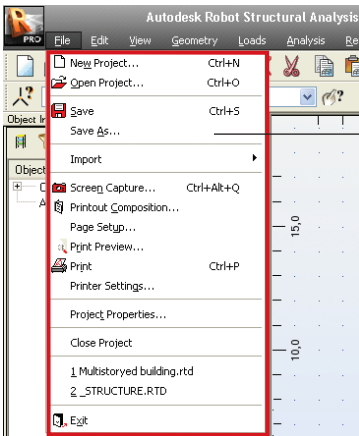 Autodesk Robot Structural Analysis
PRO File Edit View Geometry Loads Analysis Re
New Project... Ctrl+N
Open Project... Ctrl+O
Save Ctrl+S
Save As...
Object In
Import
Object
Screen Capture... Ctrl+Alt+Q
Printout Composition...
Page Setup...
Print Preview...
Print Ctrl+P
Printer Settings...
Project Properties...
Close Project
1 Multistoryed building.rtd
2 _STRUCTURE.RTD
Exit
15,0
10,0